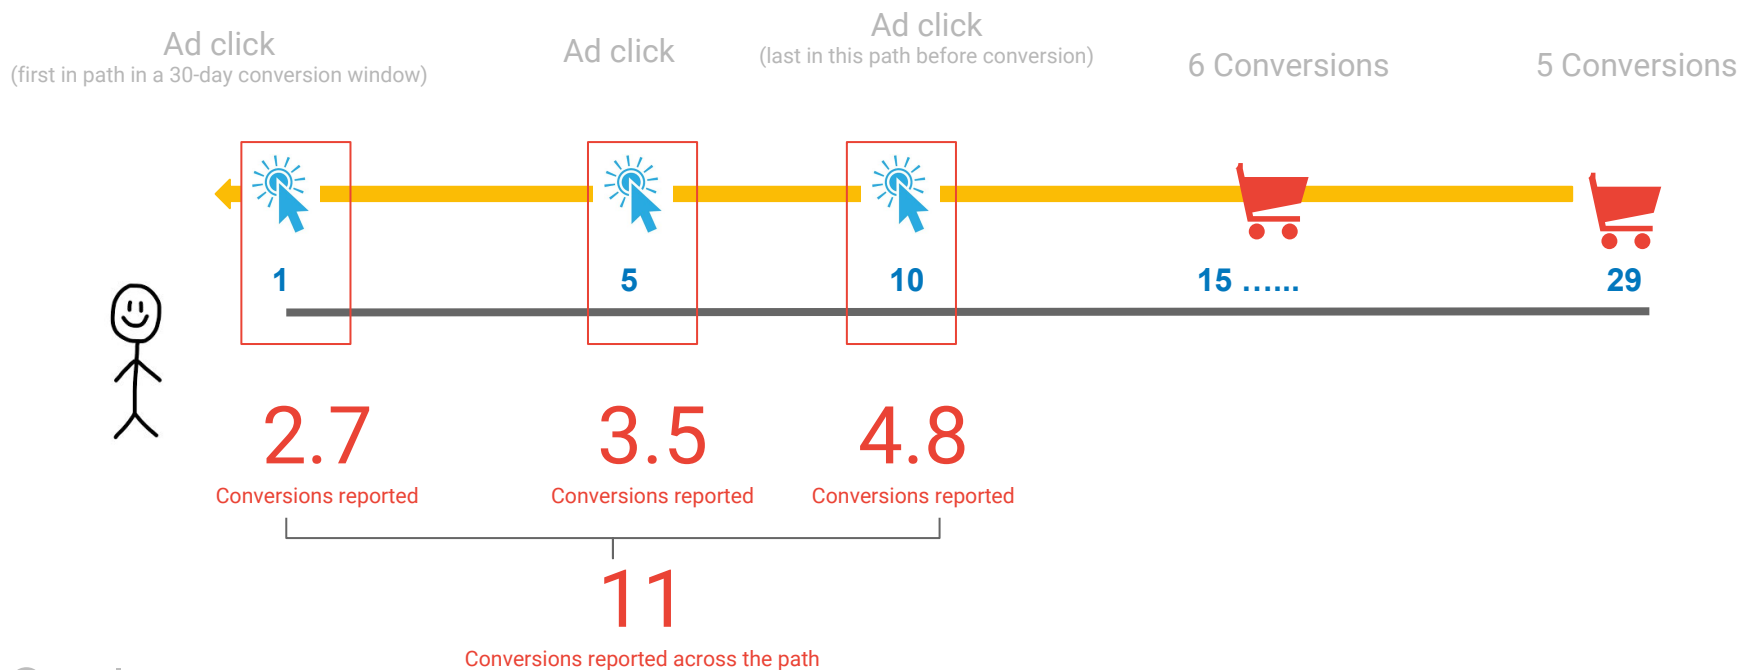 Ad click
(first in path in a 30-day conversion window)
Ad click
Ad click
(last in this path before conversion)
6 Conversions
5 Conversions
1
5
10
15 ......
29
2.7
Conversions reported
3.5
Conversions reported
4.8
Conversions reported
11
Conversions reported across the path